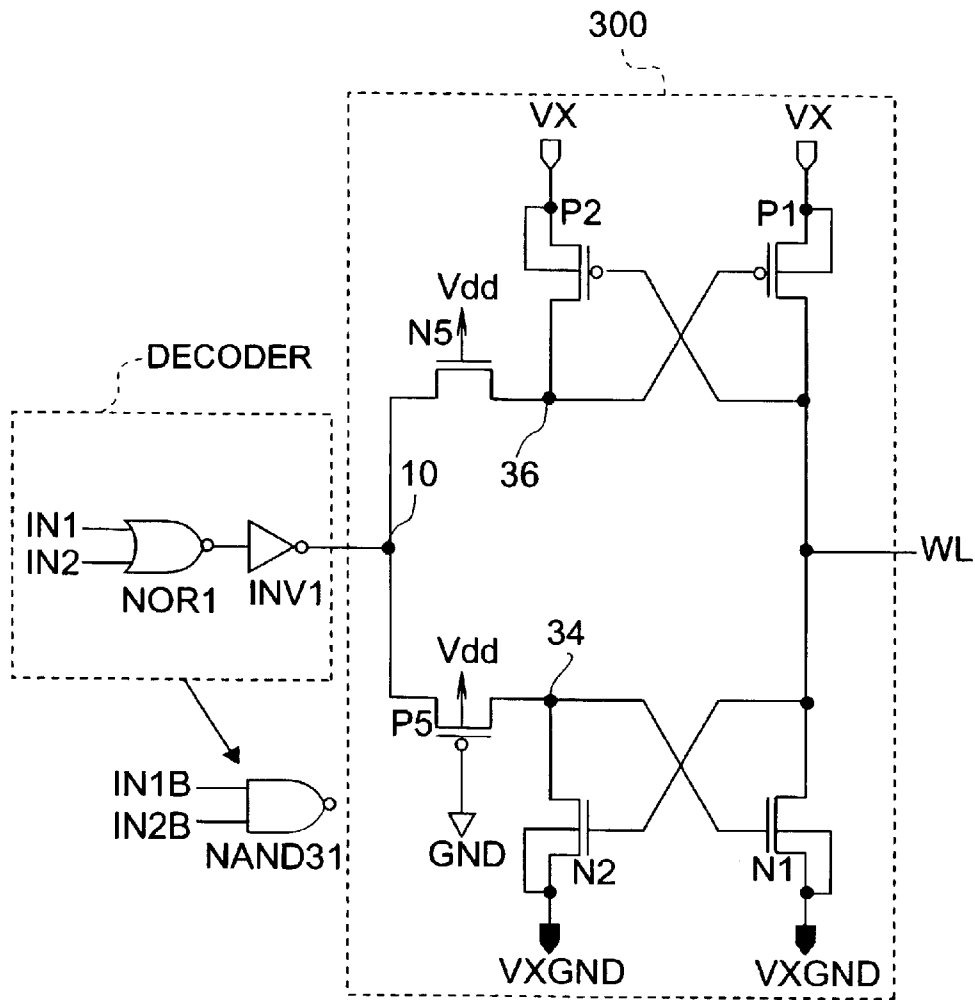 300
VX
VX
P2
P1
Vdd
N5
DECODER
36
10
IN1
IN2
NOR1
INV1
WL
34
Vdd
P5
IN1B
IN2B
NAND31
GND
N2
N1
VXGND
VXGND